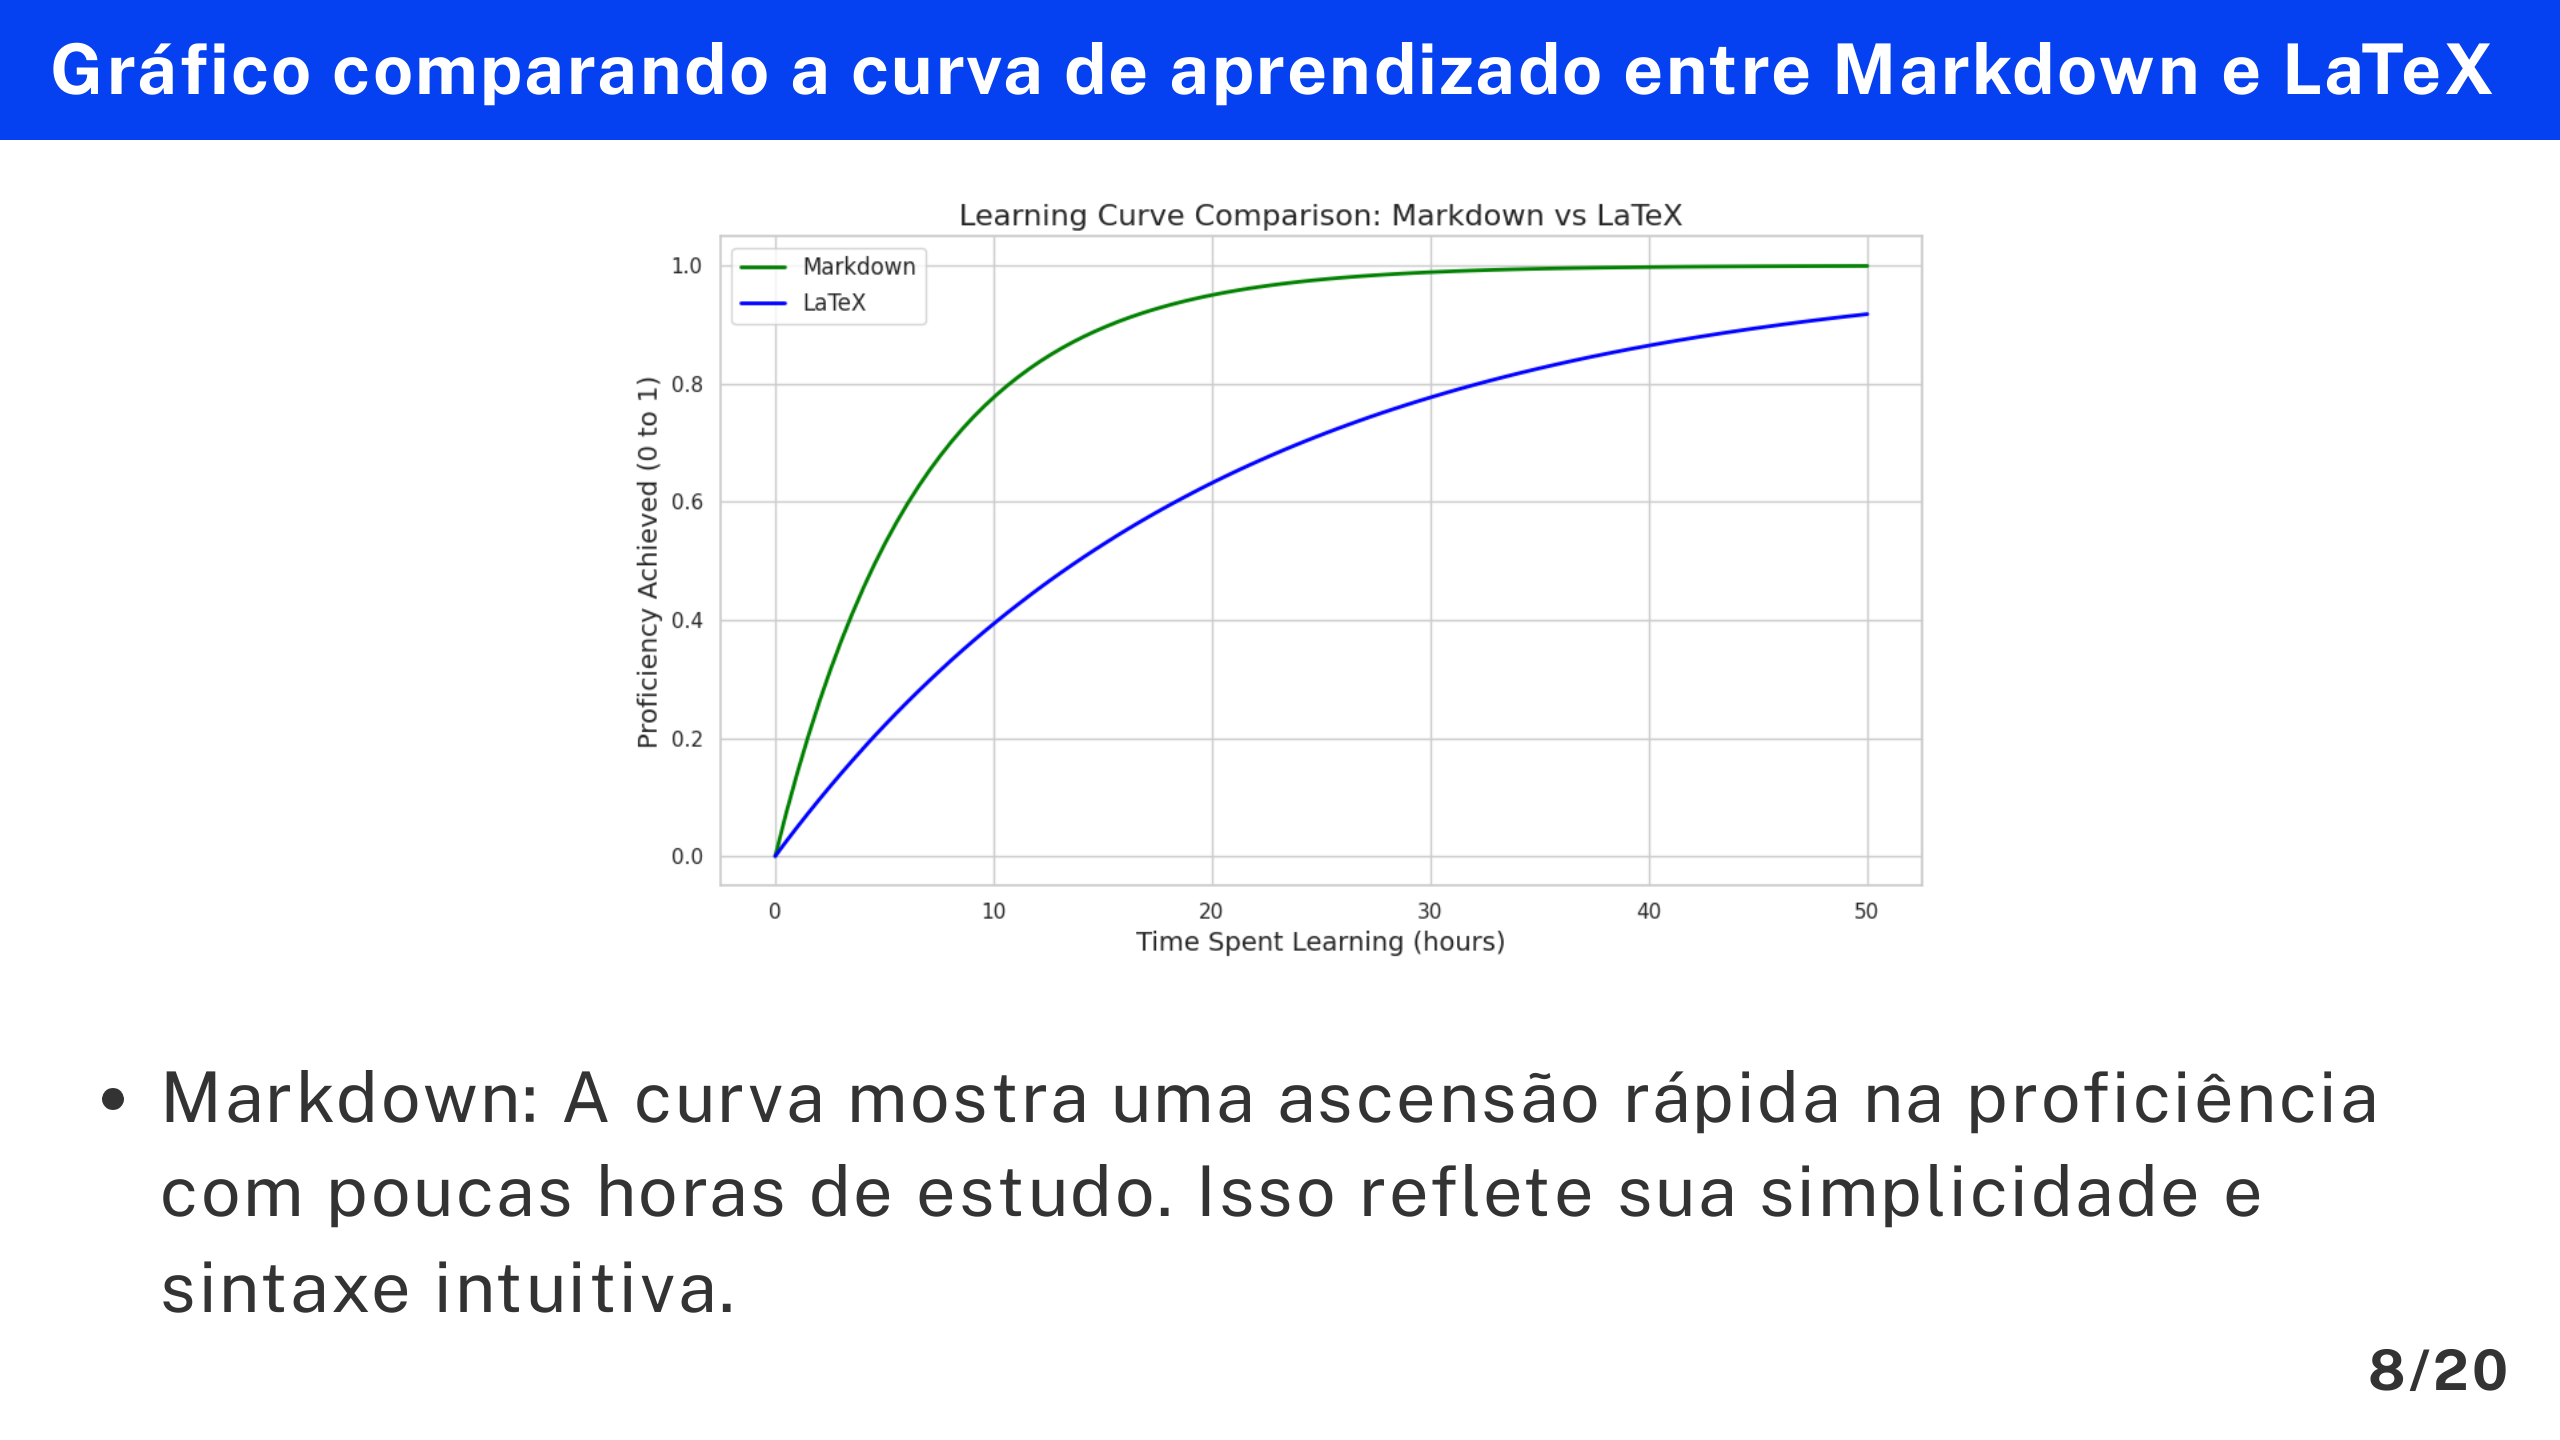 Gráfico comparando a curva de aprendizado entre Markdown e LaTeX
Learning Curve Comparison: Markdown vs LaTeX
Markdown
LaTeX
Proficiency Achieved (0 to 1)
1.0
0.8
0.6
0.4
0.2
0.0
0 10 20 30 40 50
Time Spent Learning (hours)
• Markdown: A curva mostra uma ascensão rápida na proficiência
com poucas horas de estudo. Isso reflete sua simplicidade e
sintaxe intuitiva.
8/20